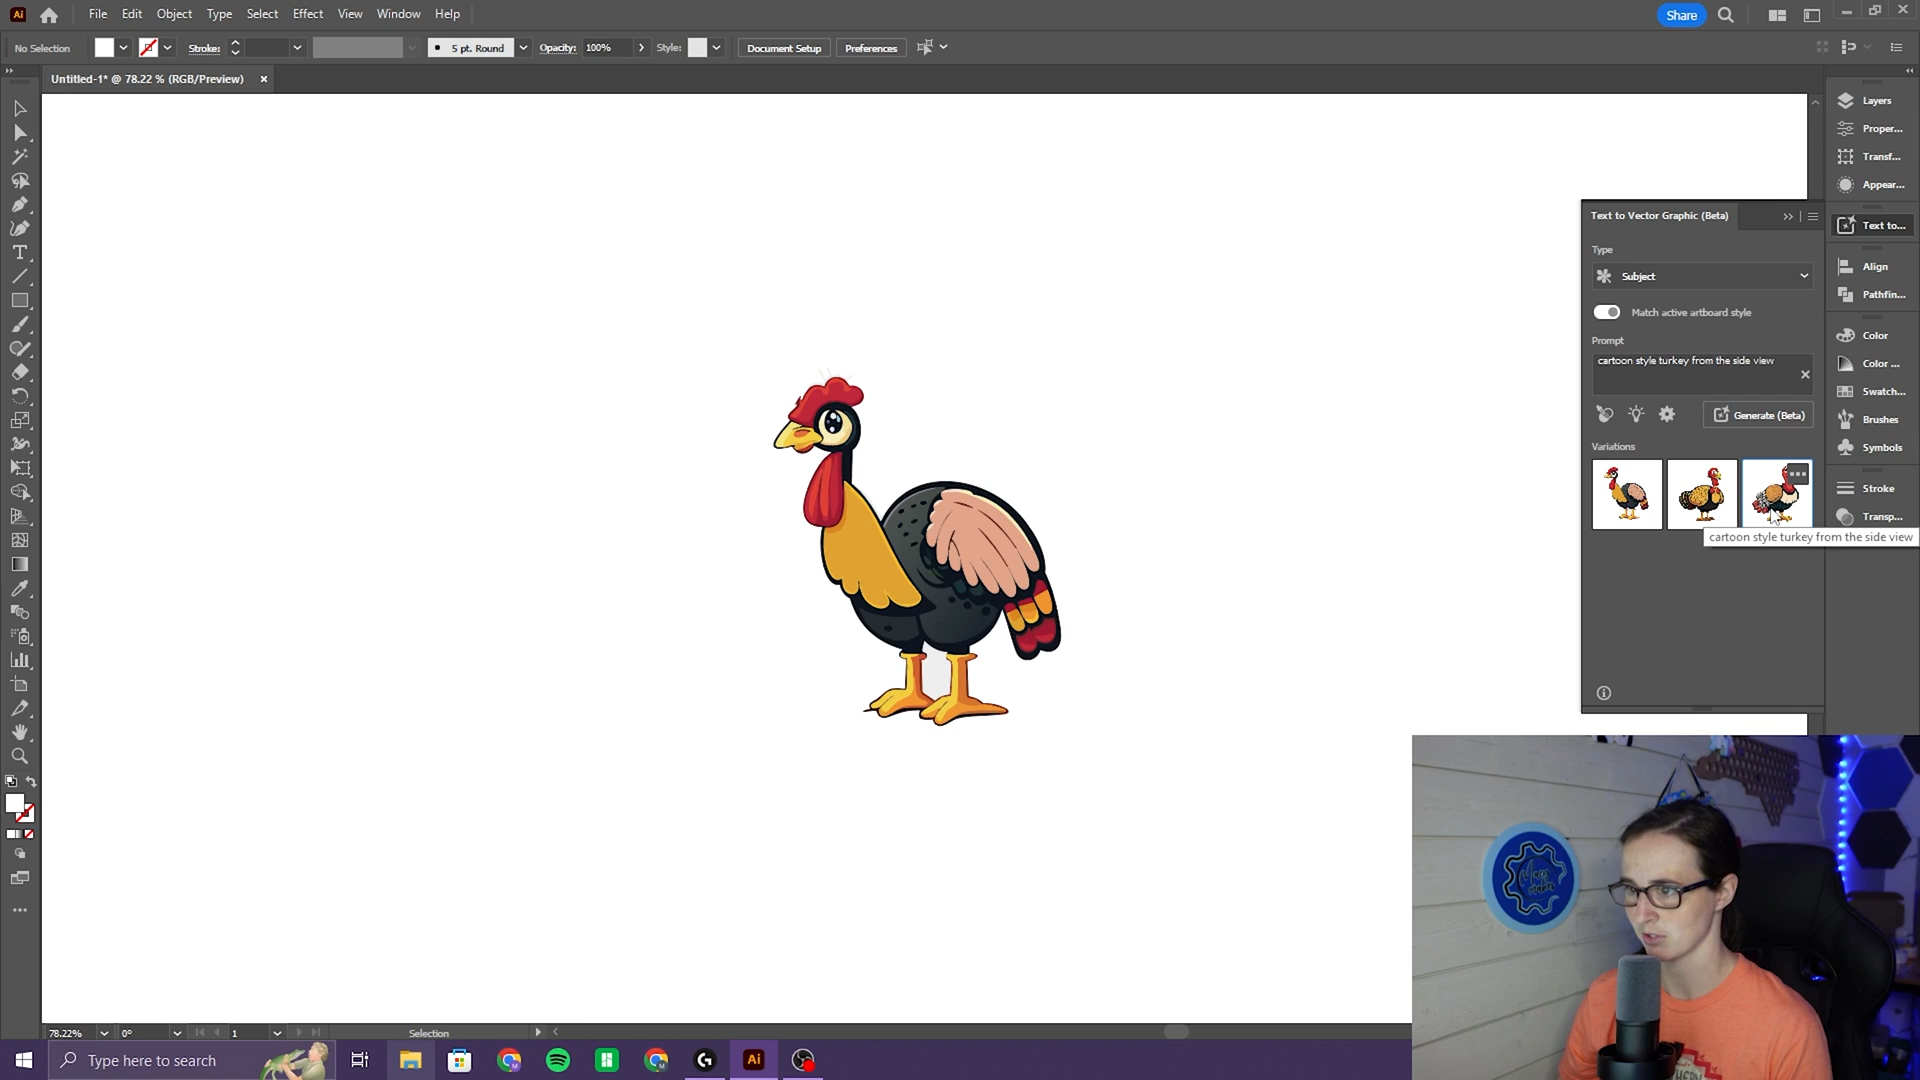 Ai File Edit Object Type Select Effect View Window Help Share
No Selection Stroke: 5 pt. Round Opacity: 100% Style: Document Setup Preferences
Untitled-1* @ 78.22 % (RGB/Preview) ×
Layers
Proper...
Transf...
Appear...
Text to...
Align
Pathfin...
Color
Color ...
Swatch...
Brushes
Symbols
Stroke
Transp...
Text to Vector Graphic (Beta)
Type
Subject
Match active artboard style
Prompt
cartoon style turkey from the side view
Generate (Beta)
Variations
cartoon style turkey from the side view
78.22% 0° 1 Selection
Type here to search Ai